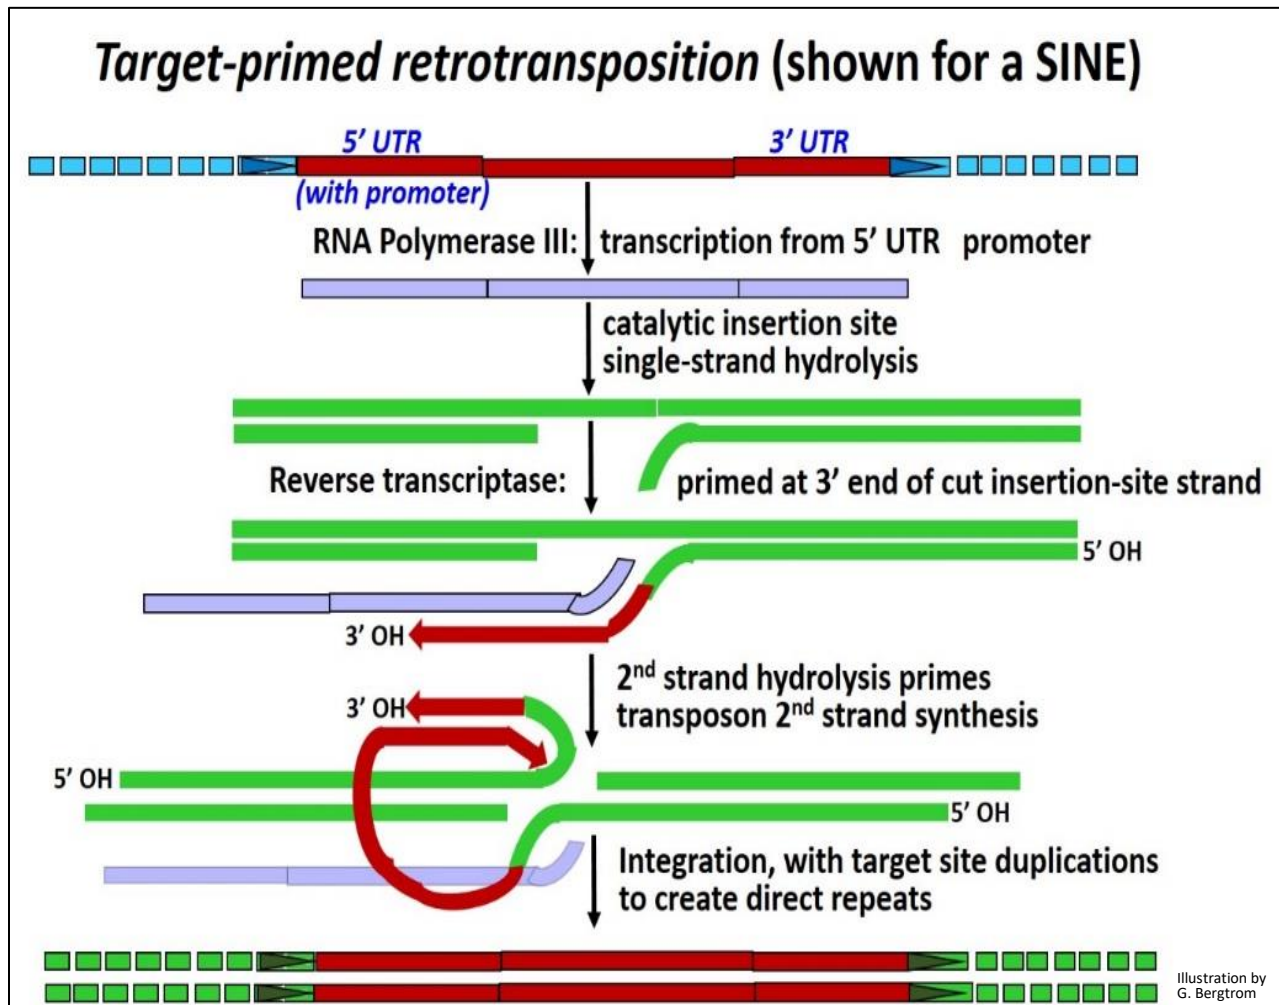 Target-primed retrotransposition (shown for a SINE)
5’ UTR
3’ UTR
(with promoter)
RNA Polymerase III: transcription from 5’ UTR promoter
catalytic insertion site
single-strand hydrolysis
Reverse transcriptase: primed at 3’ end of cut insertion-site strand
5’ OH
3’ OH
2nd strand hydrolysis primes
transposon 2nd strand synthesis
3’ OH
5’ OH
5’ OH
Integration, with target site duplications
to create direct repeats
Illustration by
G. Bergtrom